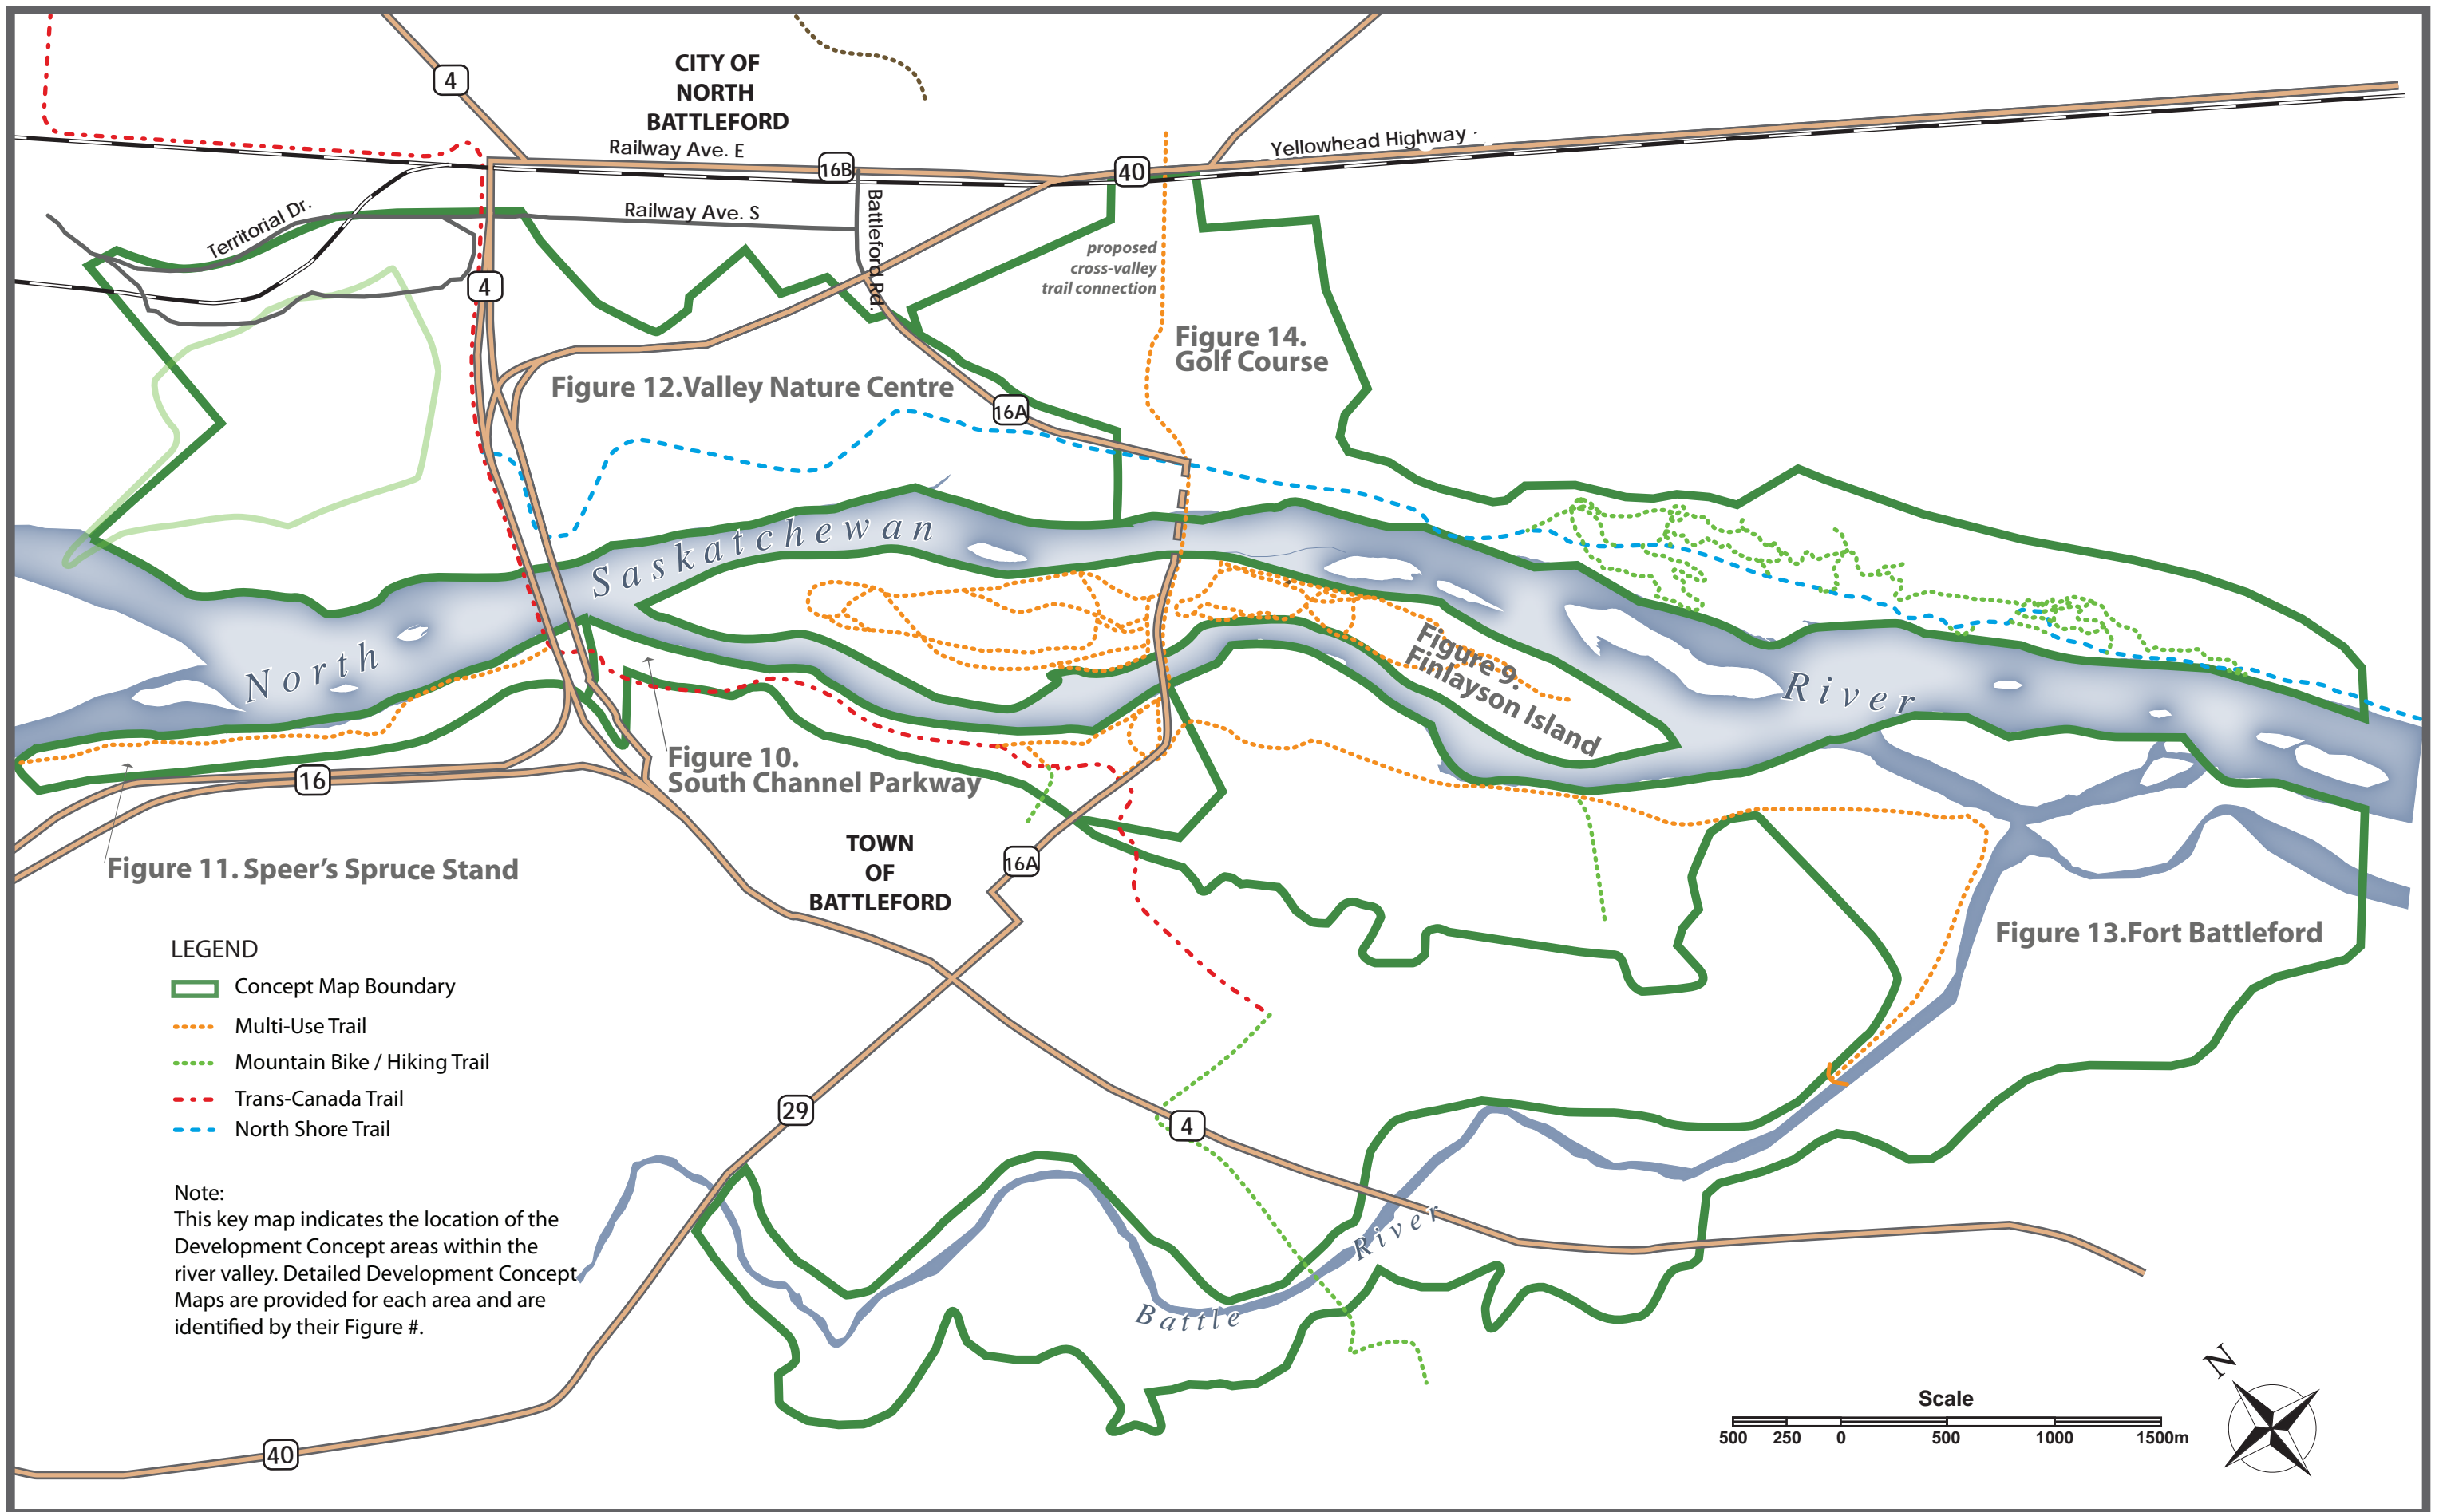 CITY OF
NORTH
BATTLEFORD
4
Railway Ave. E
16B
40
Yellowhead Highway
Territorial Dr.
Railway Ave. S
Battleford Rd.
4
proposed
cross-valley
trail connection
Figure 14.
Golf Course
Figure 12.Valley Nature Centre
16A
North Saskatchewan River
Figure 9.
Finlayson Island
Figure 10.
South Channel Parkway
16
Figure 11. Speer's Spruce Stand
TOWN
OF
BATTLEFORD
16A
Figure 13.Fort Battleford
LEGEND
Concept Map Boundary
Multi-Use Trail
Mountain Bike / Hiking Trail
Trans-Canada Trail
North Shore Trail
29
4
Note:
This key map indicates the location of the
Development Concept areas within the
river valley. Detailed Development Concept
Maps are provided for each area and are
identified by their Figure #.
Battle River
40
N
Scale
500 250 0 500 1000 1500m